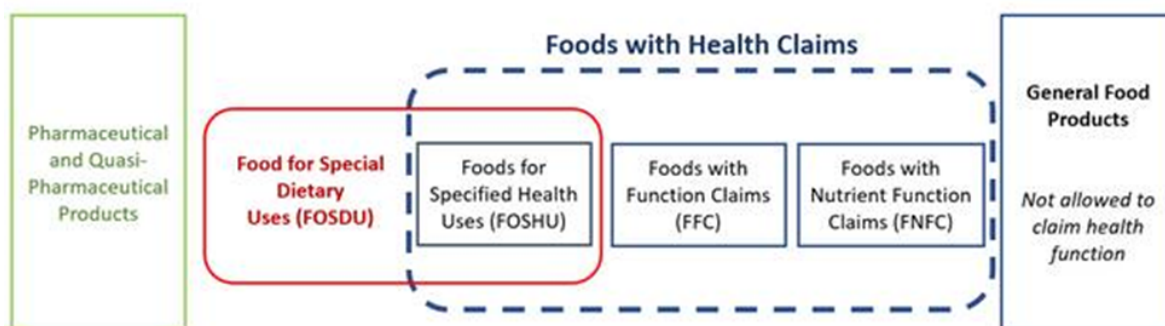 Foods with Health Claims
Pharmaceutical
and Quasi-
Pharmaceutical
Products
Food for Special
Dietary
Uses (FOSDU)
Foods for
Specified Health
Uses (FOSHU)
Foods with
Function Claims
(FFC)
Foods with
Nutrient Function
Claims (FNFC)
General Food
Products
Not allowed to
claim health
function